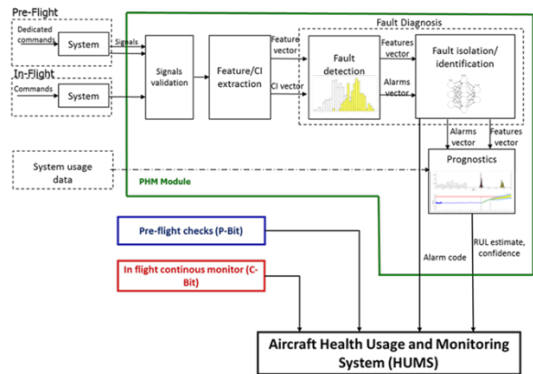 Pre-Flight
Dedicated
commands
System
Signals
In-Flight
Commands
System
Signals
validation
Feature/CI
extraction
Feature
vector
CI vector
Fault Diagnosis
Fault
detection
Features
vector
Alarms
vector
Fault isolation/
identification
Alarms
vector
Features
vector
System usage
data
PHM Module
Prognostics
Pre-flight checks (P-Bit)
In flight continous monitor (C-
Bit)
Alarm code
RUL estimate,
confidence
Aircraft Health Usage and Monitoring
System (HUMS)